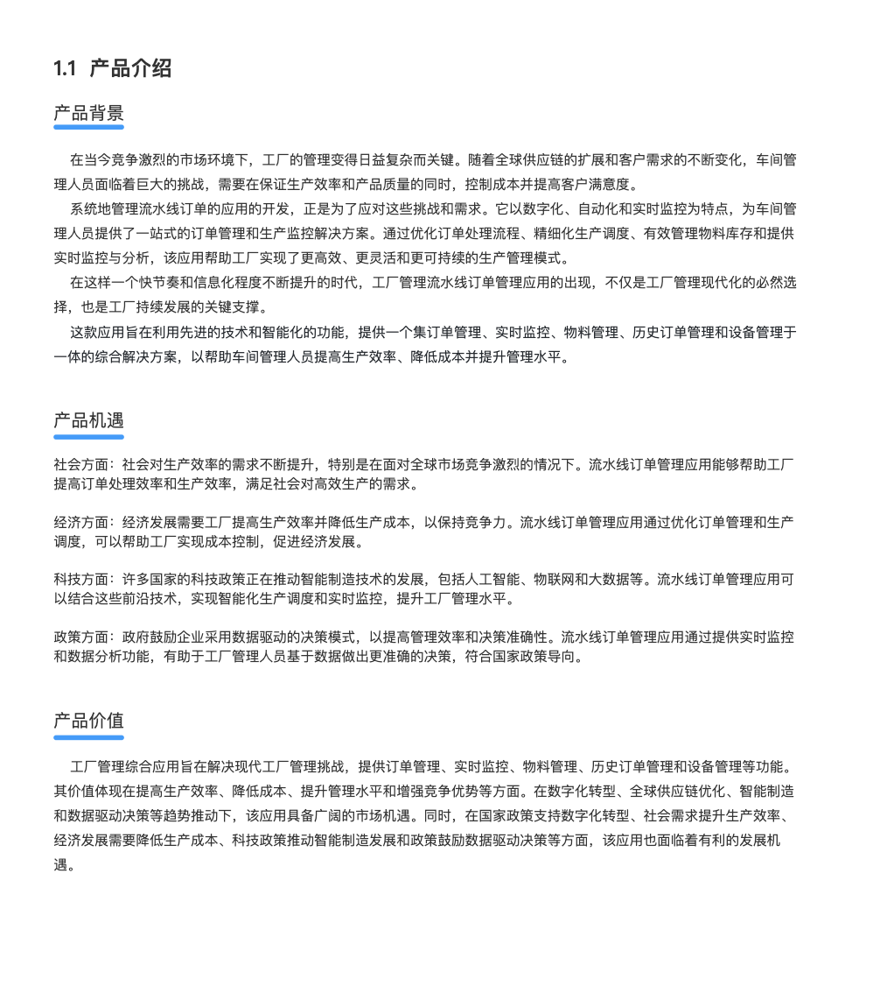 1.1 产品介绍
产品背景
在当今竞争激烈的市场环境下，工厂的管理变得日益复杂而关键。随着全球供应链的扩展和客户需求的不断变化，车间管
理人员面临着巨大的挑战，需要在保证生产效率和产品质量的同时，控制成本并提高客户满意度。
系统地管理流水线订单的应用的开发，正是为了应对这些挑战和需求。它以数字化、自动化和实时监控为特点，为车间管
理人员提供了一站式的订单管理和生产监控解决方案。通过优化订单处理流程、精细化生产调度、有效管理物料库存和提供
实时监控与分析，该应用帮助工厂实现了更高效、更灵活和更可持续的生产管理模式。
在这样一个快节奏和信息化程度不断提升的时代，工厂管理流水线订单管理应用的出现，不仅是工厂管理现代化的必然选
择，也是工厂持续发展的关键支撑。
这款应用旨在利用先进的技术和智能化的功能，提供一个集订单管理、实时监控、物料管理、历史订单管理和设备管理于
一体的综合解决方案，以帮助车间管理人员提高生产效率、降低成本并提升管理水平。
产品机遇
社会方面：社会对生产效率的需求不断提升，特别是在面对全球市场竞争激烈的情况下。流水线订单管理应用能够帮助工厂
提高订单处理效率和生产效率，满足社会对高效生产的需求。
经济方面：经济发展需要工厂提高生产效率并降低生产成本，以保持竞争力。流水线订单管理应用通过优化订单管理和生产
调度，可以帮助工厂实现成本控制，促进经济发展。
科技方面：许多国家的科技政策正在推动智能制造技术的发展，包括人工智能、物联网和大数据等。流水线订单管理应用可
以结合这些前沿技术，实现智能化生产调度和实时监控，提升工厂管理水平。
政策方面：政府鼓励企业采用数据驱动的决策模式，以提高管理效率和决策准确性。流水线订单管理应用通过提供实时监控
和数据分析功能，有助于工厂管理人员基于数据做出更准确的决策，符合国家政策导向。
产品价值
工厂管理综合应用旨在解决现代工厂管理挑战，提供订单管理、实时监控、物料管理、历史订单管理和设备管理等功能。
其价值体现在提高生产效率、降低成本、提升管理水平和增强竞争优势等方面。在数字化转型、全球供应链优化、智能制造
和数据驱动决策等趋势推动下，该应用具备广阔的市场机遇。同时，在国家政策支持数字化转型、社会需求提升生产效率、
经济发展需要降低生产成本、科技政策推动智能制造发展和政策鼓励数据驱动决策等方面，该应用也面临着有利的发展机
遇。